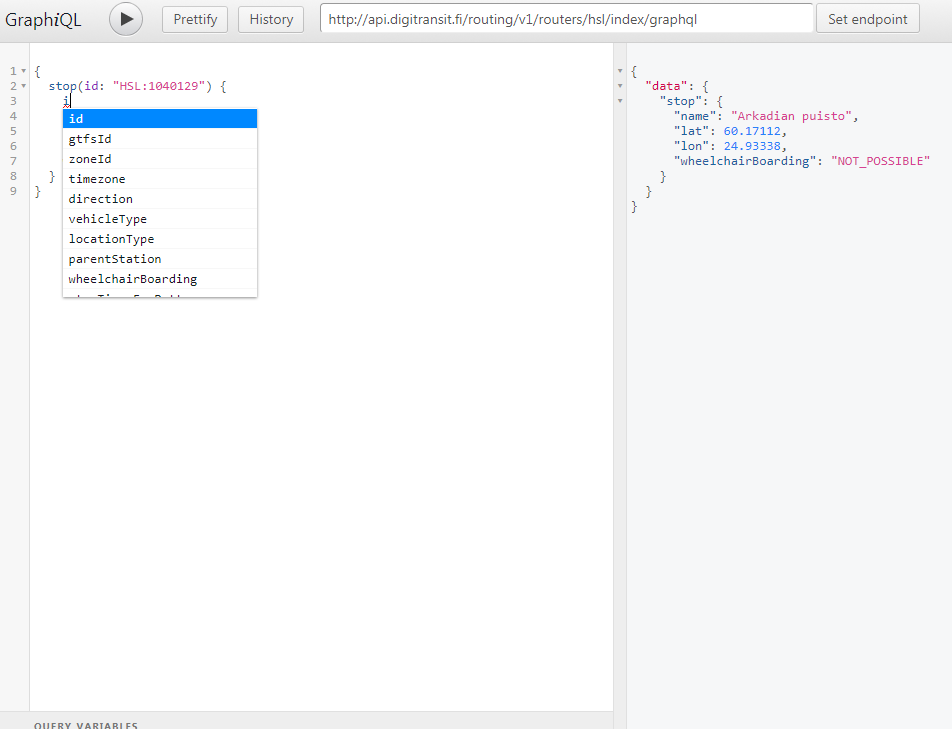 GraphiQL
Prettify
History
http://api.digitransit.fi/routing/v1/routers/hsl/index/graphql
Set endpoint
1 {
2 stop(id: "HSL:1040129") {
3 i
4
5
6
7
8 }
9 }
id
gtfsId
zoneId
timezone
direction
vehicleType
locationType
parentStation
wheelchairBoarding
QUERY VARIABLES
{
"data": {
"stop": {
"name": "Arkadian puisto",
"lat": 60.17112,
"lon": 24.93338,
"wheelchairBoarding": "NOT_POSSIBLE"
}
}
}